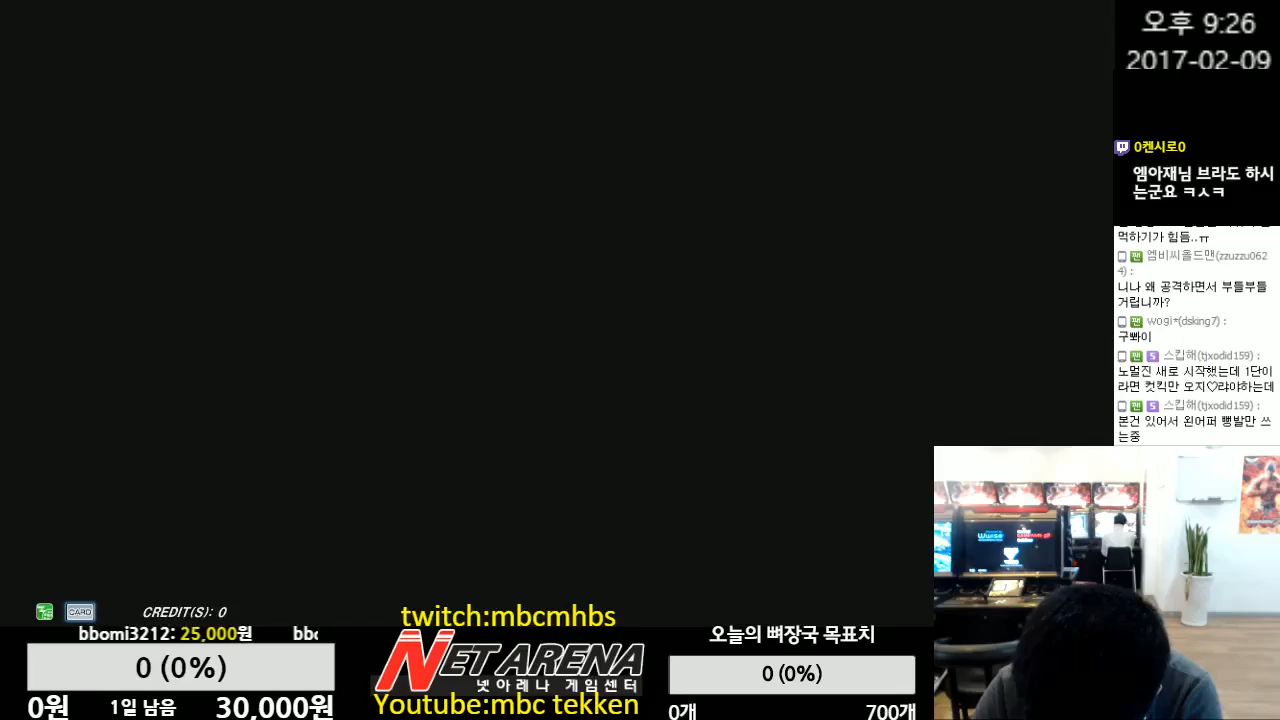 오후 9:26
2017-02-09
0켄시로0
엠아재님 브라도 하시
는군요 ㅋㅅㅋ
먹하기가 힘듬..ㅠ
엠비씨올드맨(zzuzzu062
4) :
니나 왜 공격하면서 부들부들
거립니까?
wogi*(dsking7) :
구빠이
스킵해(tjxodid159) :
노멀진 새로 시작했는데 1단이
라면 컷킥만 오지♡랴야하는데
스킵해(tjxodid159) :
본건 있어서 왼어퍼 뻥발만 쓰
는중
Wwise
CARD
CREDIT(S): 0
bbomi3212: 25,000원
bbc
0 (0%)
0원
1일 남음
30,000원
twitch:mbcmhbs
NET ARENA
넷아레나 게임센터
Youtube:mbc tekken
오늘의 뼈장국 목표치
0 (0%)
0개
700개